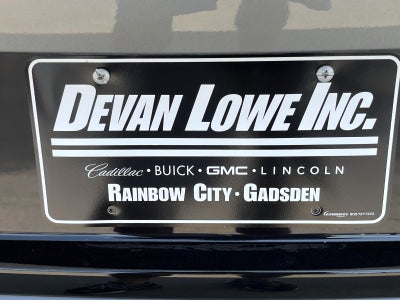 DEVAN LOWE INC.
Cadillac · BUICK · GMC · LINCOLN
RAINBOW CITY · GADSDEN